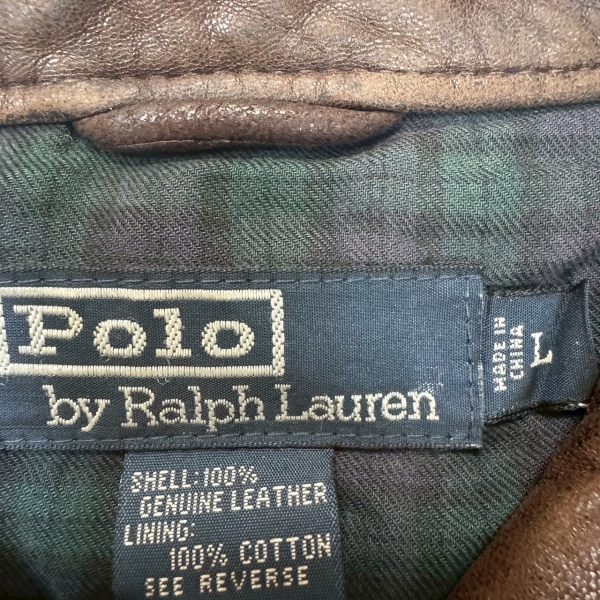 Polo
by Ralph Lauren
MADE IN
CHINA
L
SHELL: 100%
GENUINE LEATHER
LINING:
100% COTTON
SEE REVERSE